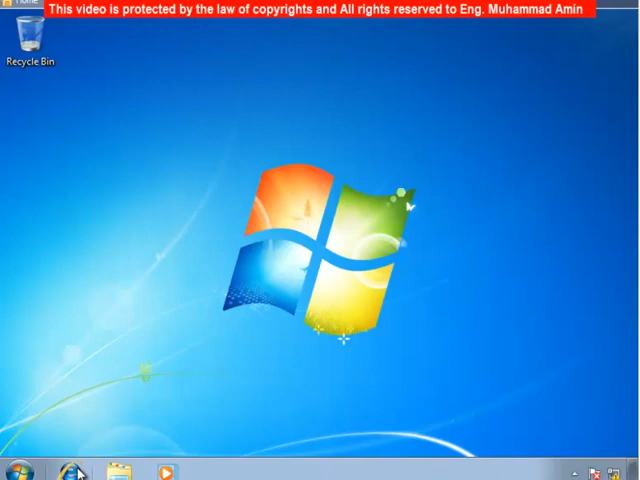 Home
This video is protected by the law of copyrights and All rights reserved to Eng. Muhammad Amin
Recycle Bin